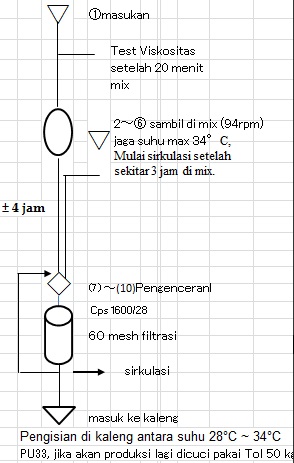 ①masukan
Test Viskositas
setelah 20 menit
mix
2～⑥ sambil di mix (94rpm)
jaga suhu max 34° C,
Mulai sirkulasi setelah
sekitar 3 jam di mix.
± 4 jam
(7) ～(10)Pengenceranl
Cps 1600/28
60 mesh filtrasi
sirkulasi
masuk ke kaleng
Pengisian di kaleng antara suhu 28°C ~ 34°C
PU33, jika akan produksi lagi dicuci pakai Tol 50 kg